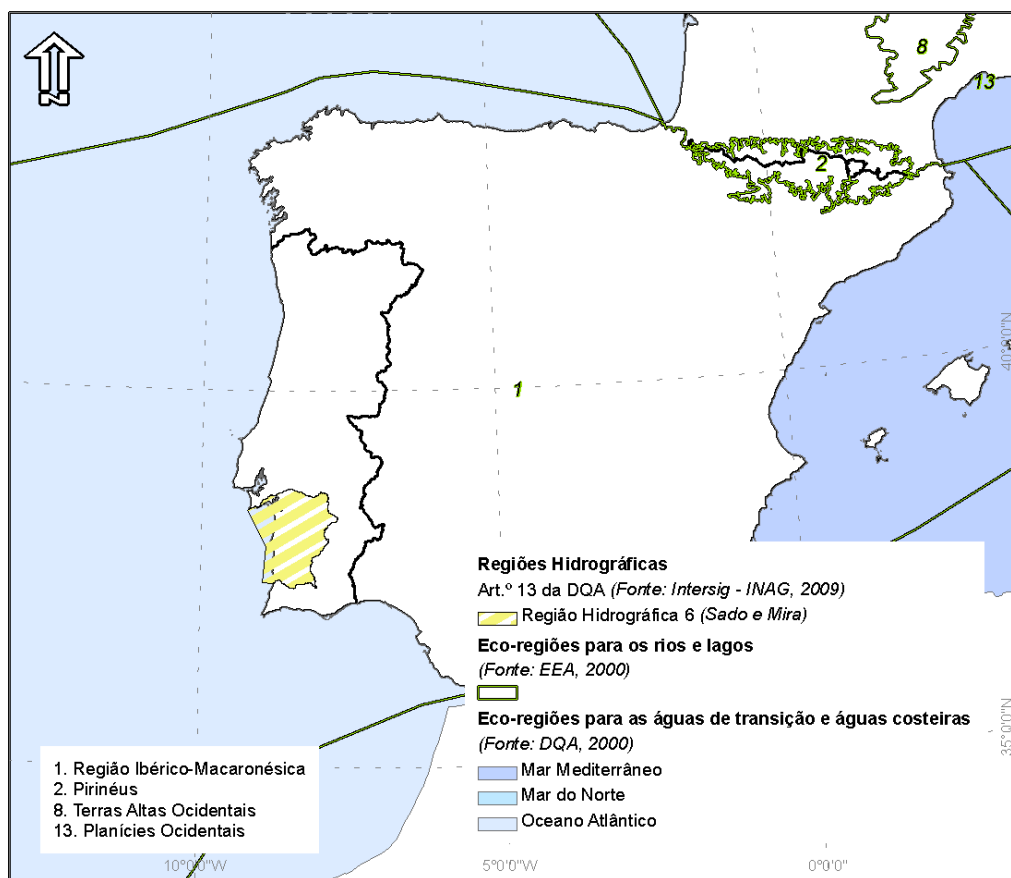 N
8
13
2
1
40°0'0"N
35°0'0"N
Regiões Hidrográficas
Art.º 13 da DQA (Fonte: Intersig - INAG, 2009)
Região Hidrográfica 6 (Sado e Mira)
Eco-regiões para os rios e lagos
(Fonte: EEA, 2000)
Eco-regiões para as águas de transição e águas costeiras
(Fonte: DQA, 2000)
Mar Mediterrâneo
Mar do Norte
Oceano Atlântico
1. Região Ibérico-Macaronésica
2. Pirinéus
8. Terras Altas Ocidentais
13. Planícies Ocidentais
10°0'0"W
5°0'0"W
0°0'0"